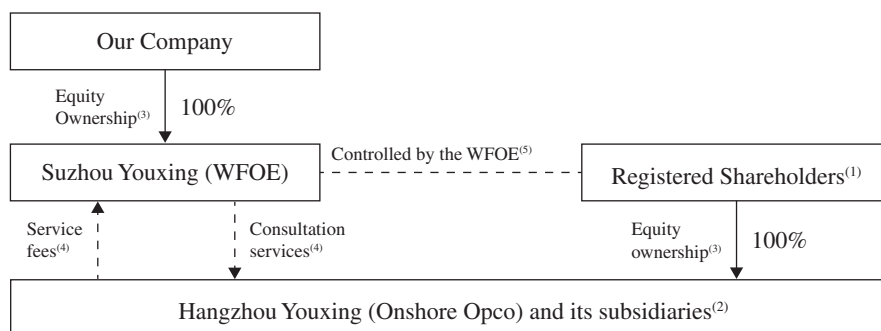 Our Company
Equity
Ownership(3)
100%
Suzhou Youxing (WFOE)
Controlled by the WFOE(5)
Registered Shareholders(1)
Service
fees(4)
Consultation
services(4)
Equity
ownership(3)
100%
Hangzhou Youxing (Onshore Opco) and its subsidiaries(2)